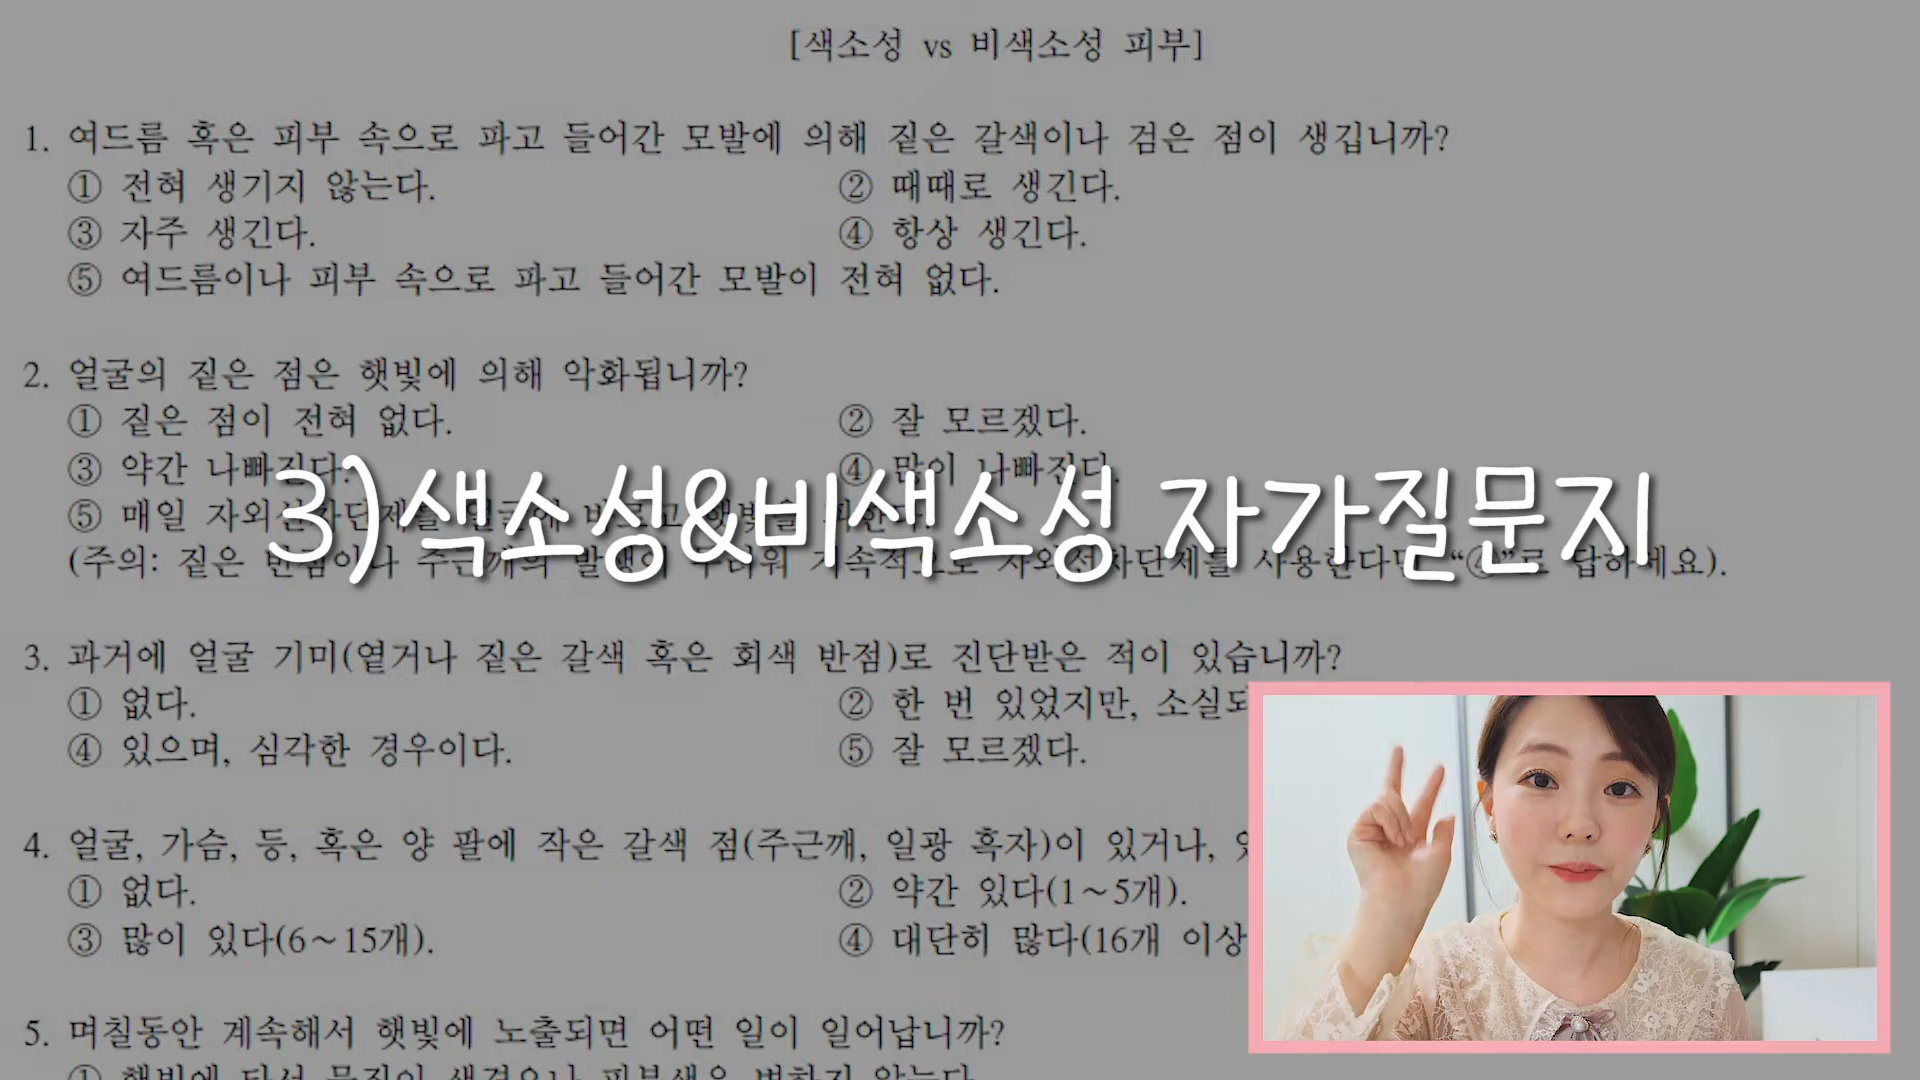 [색소성 vs 비색소성 피부]
1. 여드름 혹은 피부 속으로 파고 들어간 모발에 의해 짙은 갈색이나 검은 점이 생깁니까?
① 전혀 생기지 않는다. ② 때때로 생긴다.
③ 자주 생긴다. ④ 항상 생긴다.
⑤ 여드름이나 피부 속으로 파고 들어간 모발이 전혀 없다.
2. 얼굴의 짙은 점은 햇빛에 의해 악화됩니까?
① 짙은 점이 전혀 없다. ② 잘 모르겠다.
③ 약간 나빠진다. ④ 많이 나빠진다.
3)색소성&비색소성 자가질문지
⑤ 매일
(주의: 짙은 사용한다면 답하세요).
3. 과거에 얼굴 기미(옅거나 짙은 갈색 혹은 회색 반점)로 진단받은 적이 있습니까?
① 없다. ② 한 번 있었지만,
④ 있으며, 심각한 경우이다. ⑤ 잘 모르겠다.
4. 얼굴, 가슴, 등, 혹은 양 팔에 작은 갈색 점(주근깨, 일광 흑자)이 있거나,
① 없다. ② 약간 있다(1~5개).
③ 많이 있다(6~15개). ④ 대단히 많다(16개 이상
5. 며칠동안 계속해서 햇빛에 노출되면 어떤 일이 일어납니까?